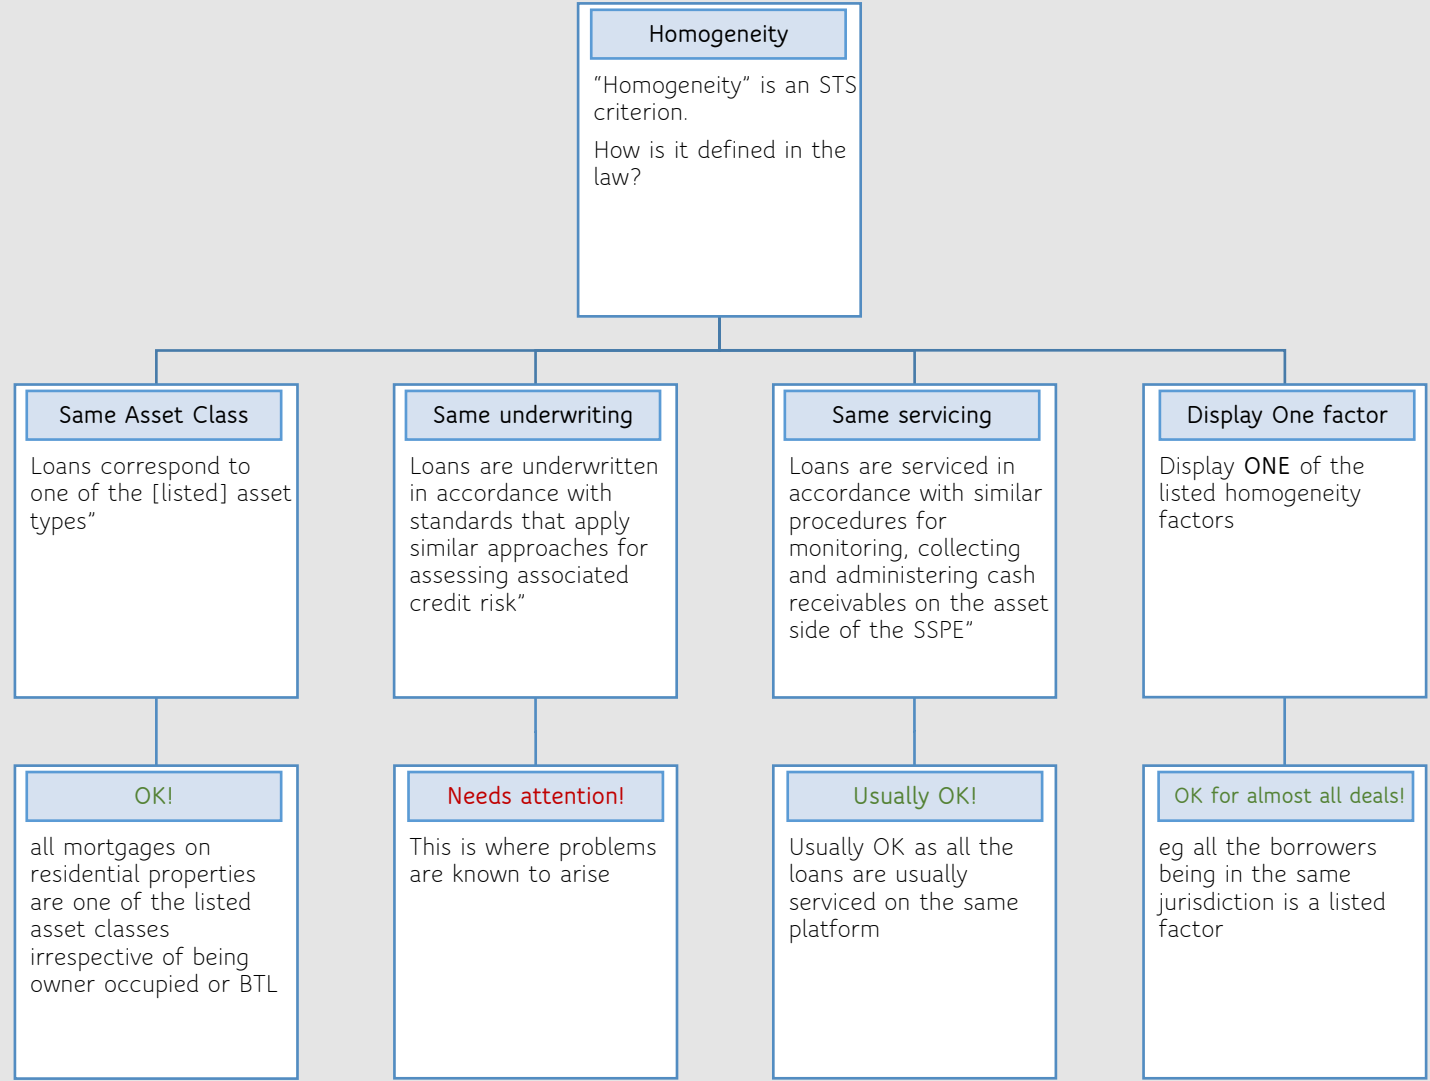 Homogeneity
"Homogeneity" is an STS
criterion.
How is it defined in the
law?
Same Asset Class
Loans correspond to
one of the [listed] asset
types"
Same underwriting
Loans are underwritten
in accordance with
standards that apply
similar approaches for
assessing associated
credit risk"
Same servicing
Loans are serviced in
accordance with similar
procedures for
monitoring, collecting
and administering cash
receivables on the asset
side of the SSPE"
Display One factor
Display ONE of the
listed homogeneity
factors
OK!
all mortgages on
residential properties
are one of the listed
asset classes
irrespective of being
owner occupied or BTL
Needs attention!
This is where problems
are known to arise
Usually OK!
Usually OK as all the
loans are usually
serviced on the same
platform
OK for almost all deals!
eg all the borrowers
being in the same
jurisdiction is a listed
factor